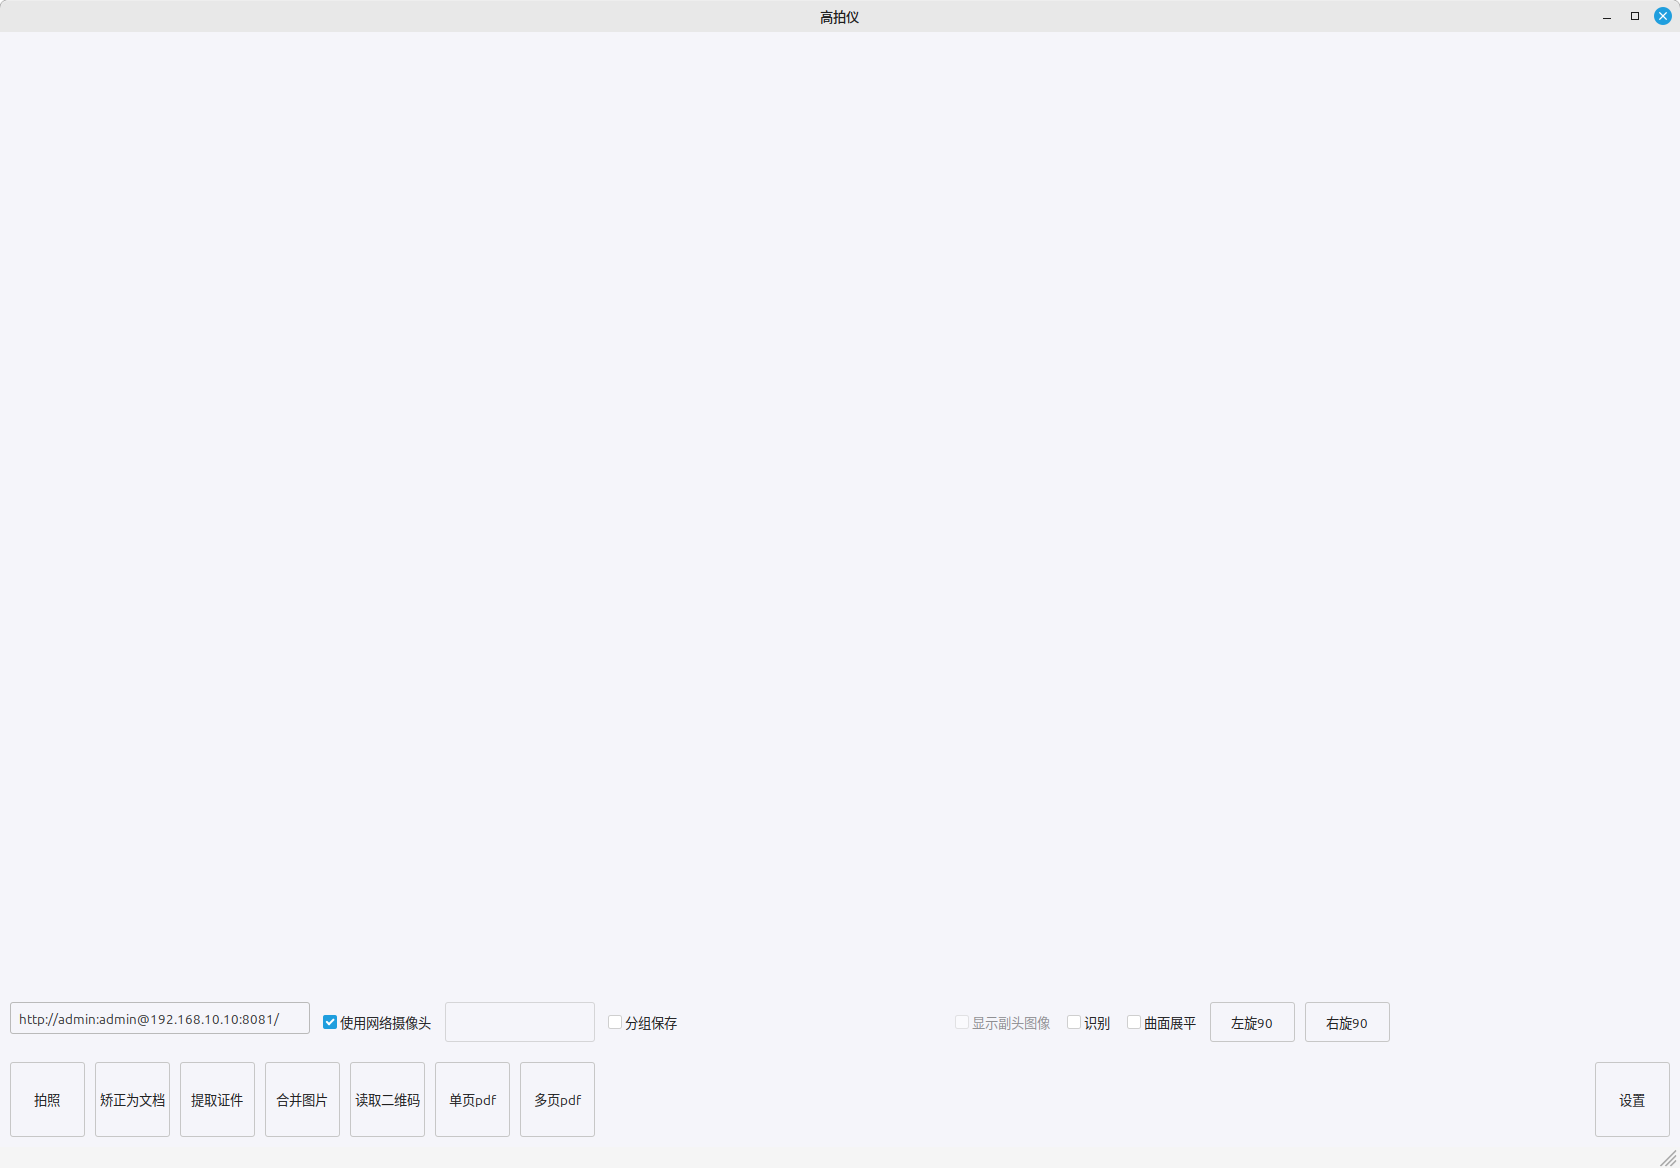 高拍仪
http://admin:admin@192.168.10.10:8081/
使用网络摄像头
分组保存
显示副头图像
识别
曲面展平
左旋90
右旋90
拍照
矫正为文档
提取证件
合并图片
读取二维码
单页pdf
多页pdf
设置